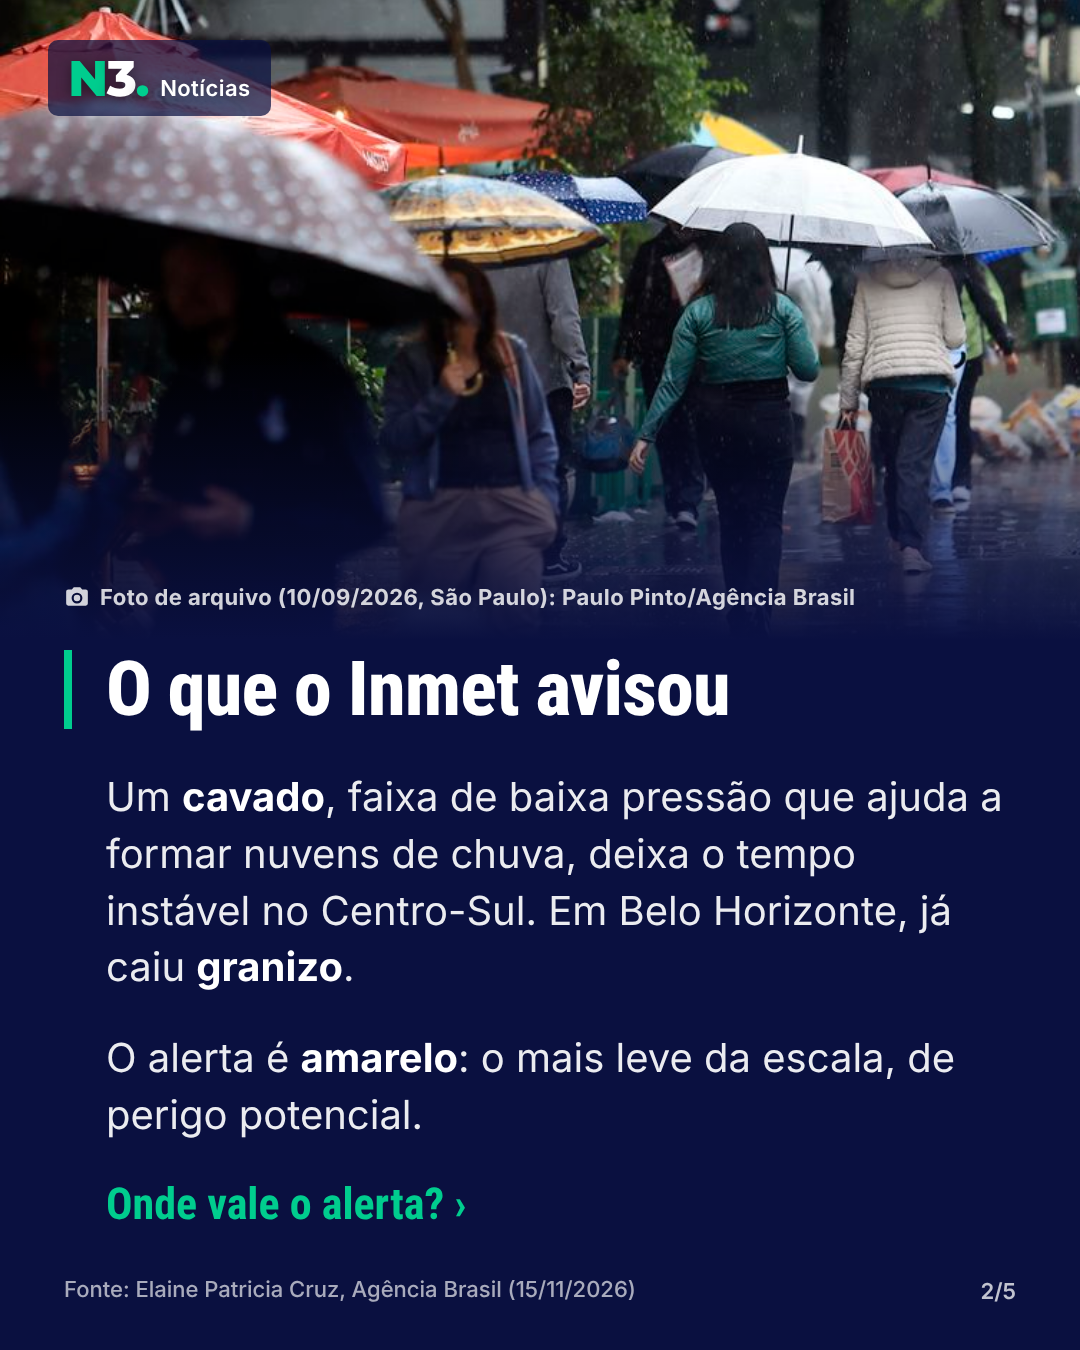 N3. Notícias
Foto de arquivo (10/09/2026, São Paulo): Paulo Pinto/Agência Brasil
O que o Inmet avisou
Um cavado, faixa de baixa pressão que ajuda a
formar nuvens de chuva, deixa o tempo
instável no Centro-Sul. Em Belo Horizonte, já
caiu granizo.
O alerta é amarelo: o mais leve da escala, de
perigo potencial.
Onde vale o alerta? ›
Fonte: Elaine Patricia Cruz, Agência Brasil (15/11/2026)
2/5